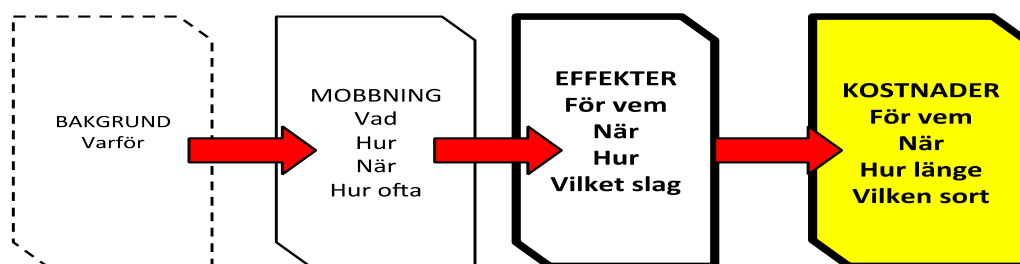 BAKGRUND
Varför
MOBBNING
Vad
Hur
När
Hur ofta
EFFEKTER
För vem
När
Hur
Vilket slag
KOSTNADER
För vem
När
Hur länge
Vilken sort